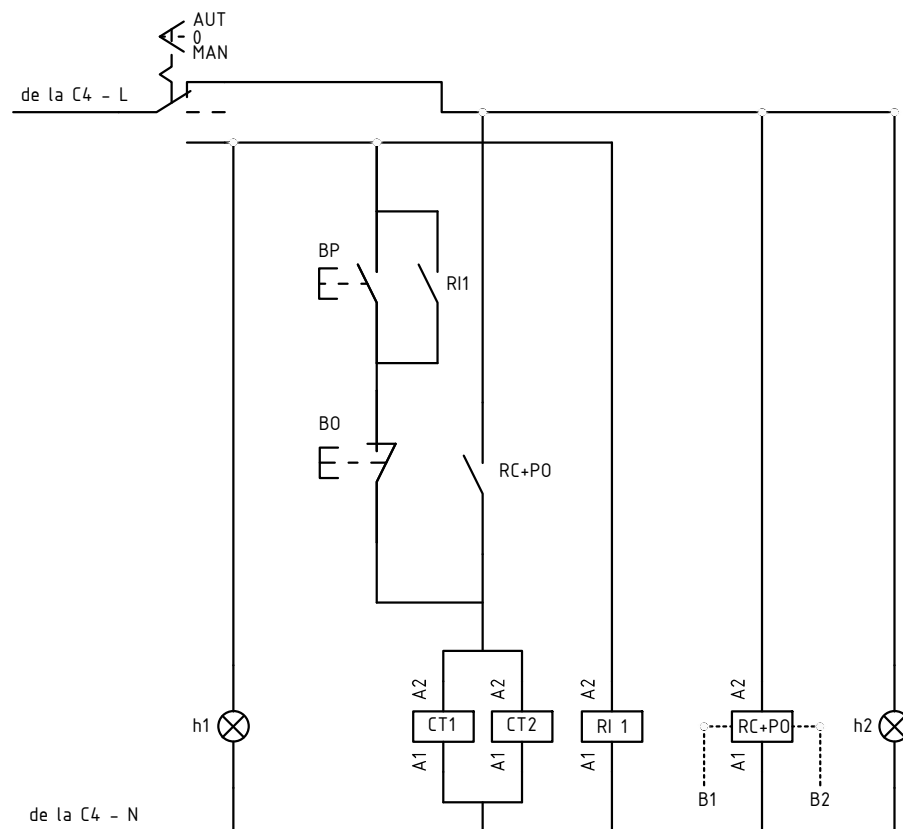 AUT
0
MAN
de la C4 - L
BP
RI1
BO
RC+PO
A2
A2
A2
A2
h1
CT1
CT2
RI 1
RC+PO
h2
A1
A1
A1
A1
B1
B2
de la C4 - N